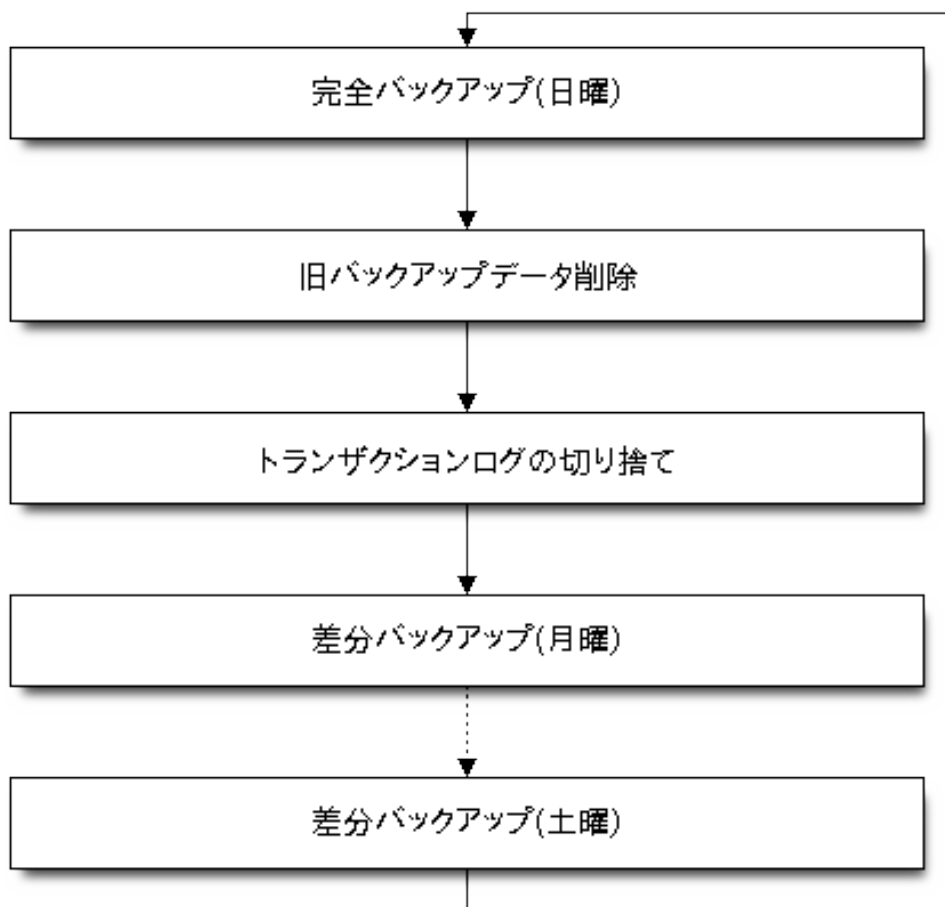 完全バックアップ(日曜)
旧バックアップデータ削除
トランザクションログの切り捨て
差分バックアップ(月曜)
差分バックアップ(土曜)